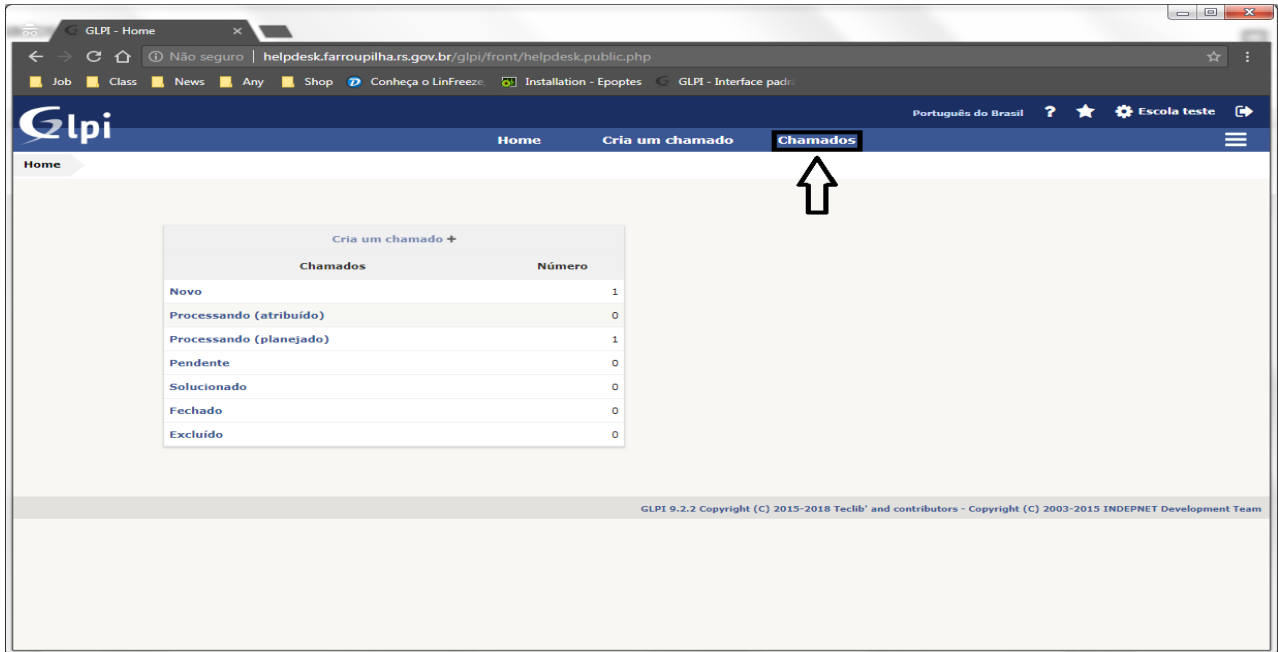 GLPI - Home
Não seguro | helpdesk.farroupilha.rs.gov.br/glpi/front/helpdesk.public.php
Job Class News Any Shop Conheça o LinFreeze, Installation - Epoptes GLPI - Interface padrã
Glpi
Português do Brasil ? Escola teste
Home Cria um chamado Chamados
Home
Cria um chamado +
Chamados Número
Novo 1
Processando (atribuído) 0
Processando (planejado) 1
Pendente 0
Solucionado 0
Fechado 0
Excluído 0
GLPI 9.2.2 Copyright (C) 2015-2018 Teclib' and contributors - Copyright (C) 2003-2015 INDEPNET Development Team